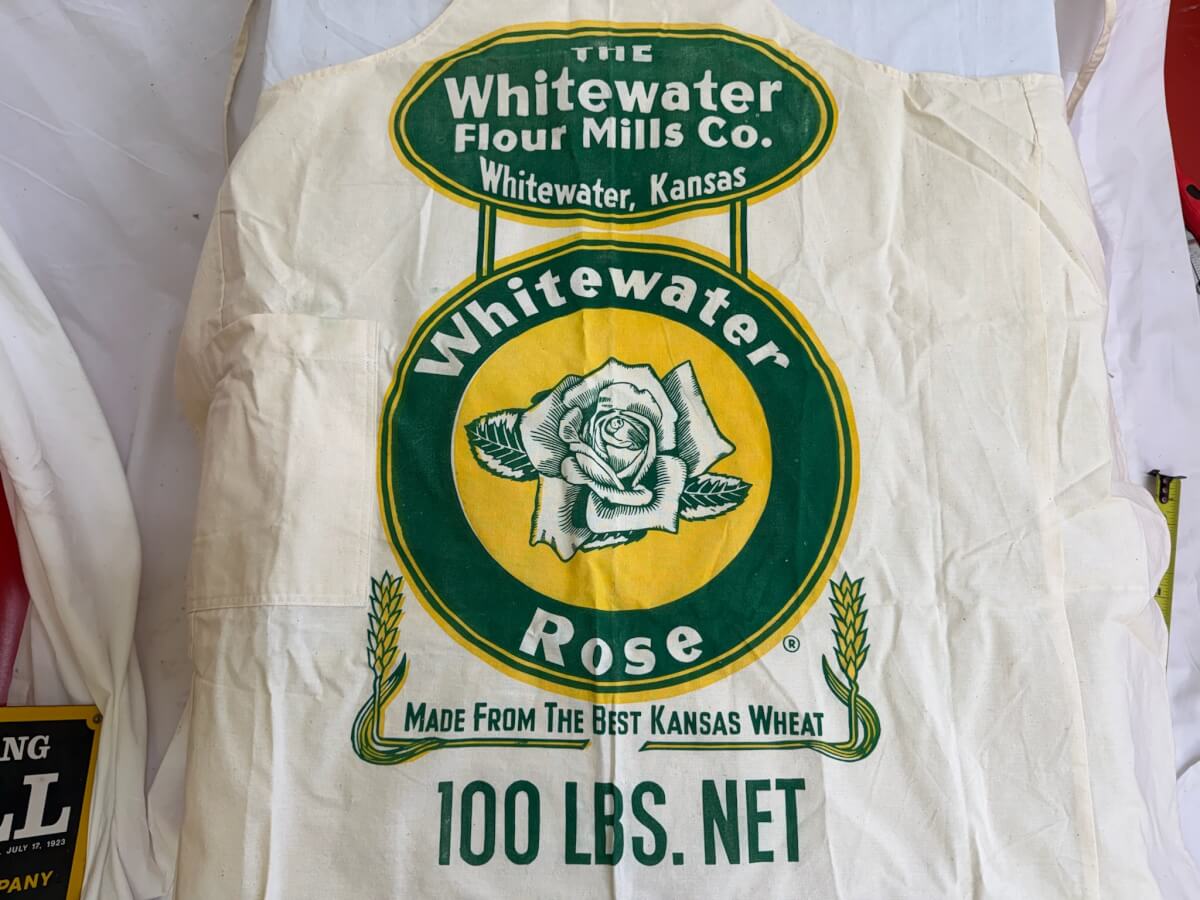 THE
Whitewater
Flour Mills Co.
Whitewater, Kansas
Whitewater
Rose
®
MADE FROM THE BEST KANSAS WHEAT
100 LBS. NET
NG
LL
JULY 17, 1923
PANY